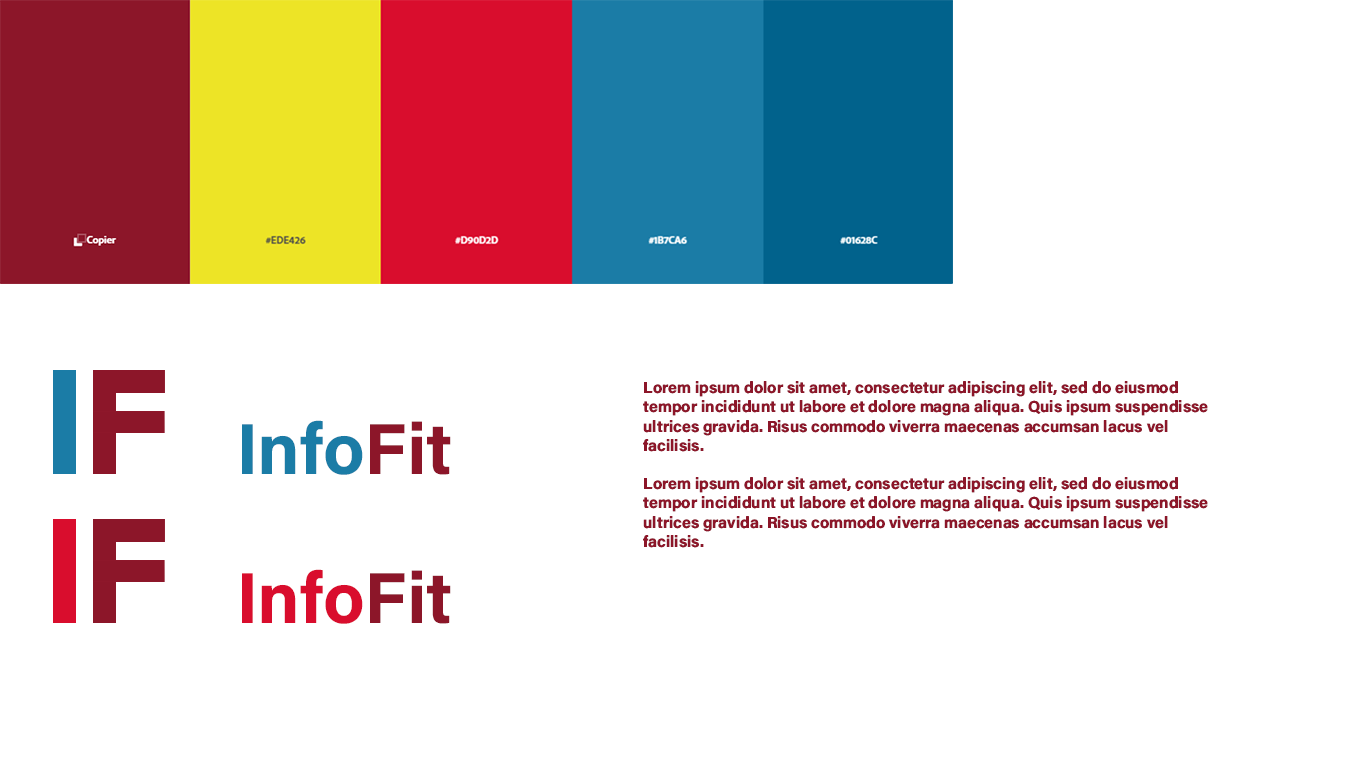 Copier
#EDE426
#D90D2D
#1B7CA6
#01628C
IF
InfoFit
Lorem ipsum dolor sit amet, consectetur adipiscing elit, sed do eiusmod
tempor incididunt ut labore et dolore magna aliqua. Quis ipsum suspendisse
ultrices gravida. Risus commodo viverra maecenas accumsan lacus vel
facilisis.
Lorem ipsum dolor sit amet, consectetur adipiscing elit, sed do eiusmod
tempor incididunt ut labore et dolore magna aliqua. Quis ipsum suspendisse
ultrices gravida. Risus commodo viverra maecenas accumsan lacus vel
facilisis.
IF
InfoFit